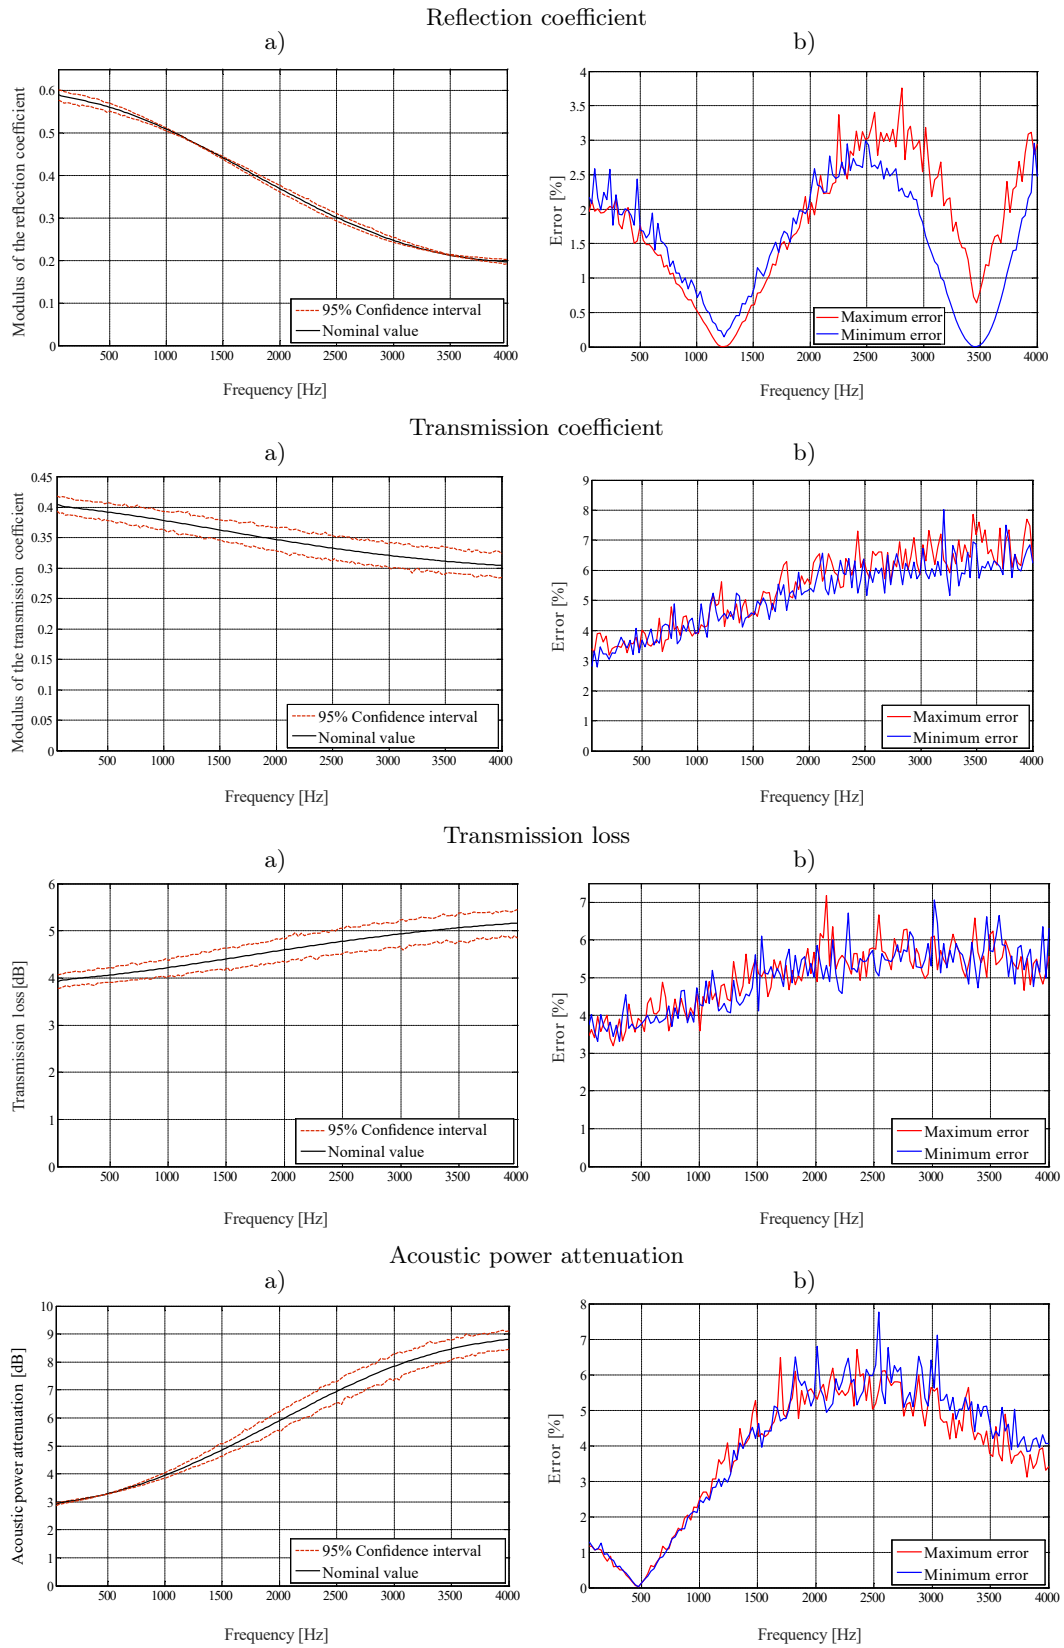 Reflection coefficient
a)
b)
Modulus of the reflection coefficient
0.6
0.5
0.4
0.3
0.2
0.1
0
500 1000 1500 2000 2500 3000 3500 4000
95% Confidence interval
Nominal value
Frequency [Hz]
Error [%]
4
3.5
3
2.5
2
1.5
1
0.5
0
500 1000 1500 2000 2500 3000 3500 4000
Maximum error
Minimum error
Frequency [Hz]
Transmission coefficient
a)
b)
Modulus of the transmission coefficient
0.45
0.4
0.35
0.3
0.25
0.2
0.15
0.1
0.05
0
500 1000 1500 2000 2500 3000 3500 4000
95% Confidence interval
Nominal value
Frequency [Hz]
Error [%]
9
8
7
6
5
4
3
2
1
0
500 1000 1500 2000 2500 3000 3500 4000
Maximum error
Minimum error
Frequency [Hz]
Transmission loss
a)
b)
Transmission loss [dB]
6
5
4
3
2
1
0
500 1000 1500 2000 2500 3000 3500 4000
95% Confidence interval
Nominal value
Frequency [Hz]
Error [%]
7
6
5
4
3
2
1
0
500 1000 1500 2000 2500 3000 3500 4000
Maximum error
Minimum error
Frequency [Hz]
Acoustic power attenuation
a)
b)
Acoustic power attenuation [dB]
10
9
8
7
6
5
4
3
2
1
0
500 1000 1500 2000 2500 3000 3500 4000
95% Confidence interval
Nominal value
Frequency [Hz]
Error [%]
8
7
6
5
4
3
2
1
0
500 1000 1500 2000 2500 3000 3500 4000
Maximum error
Minimum error
Frequency [Hz]